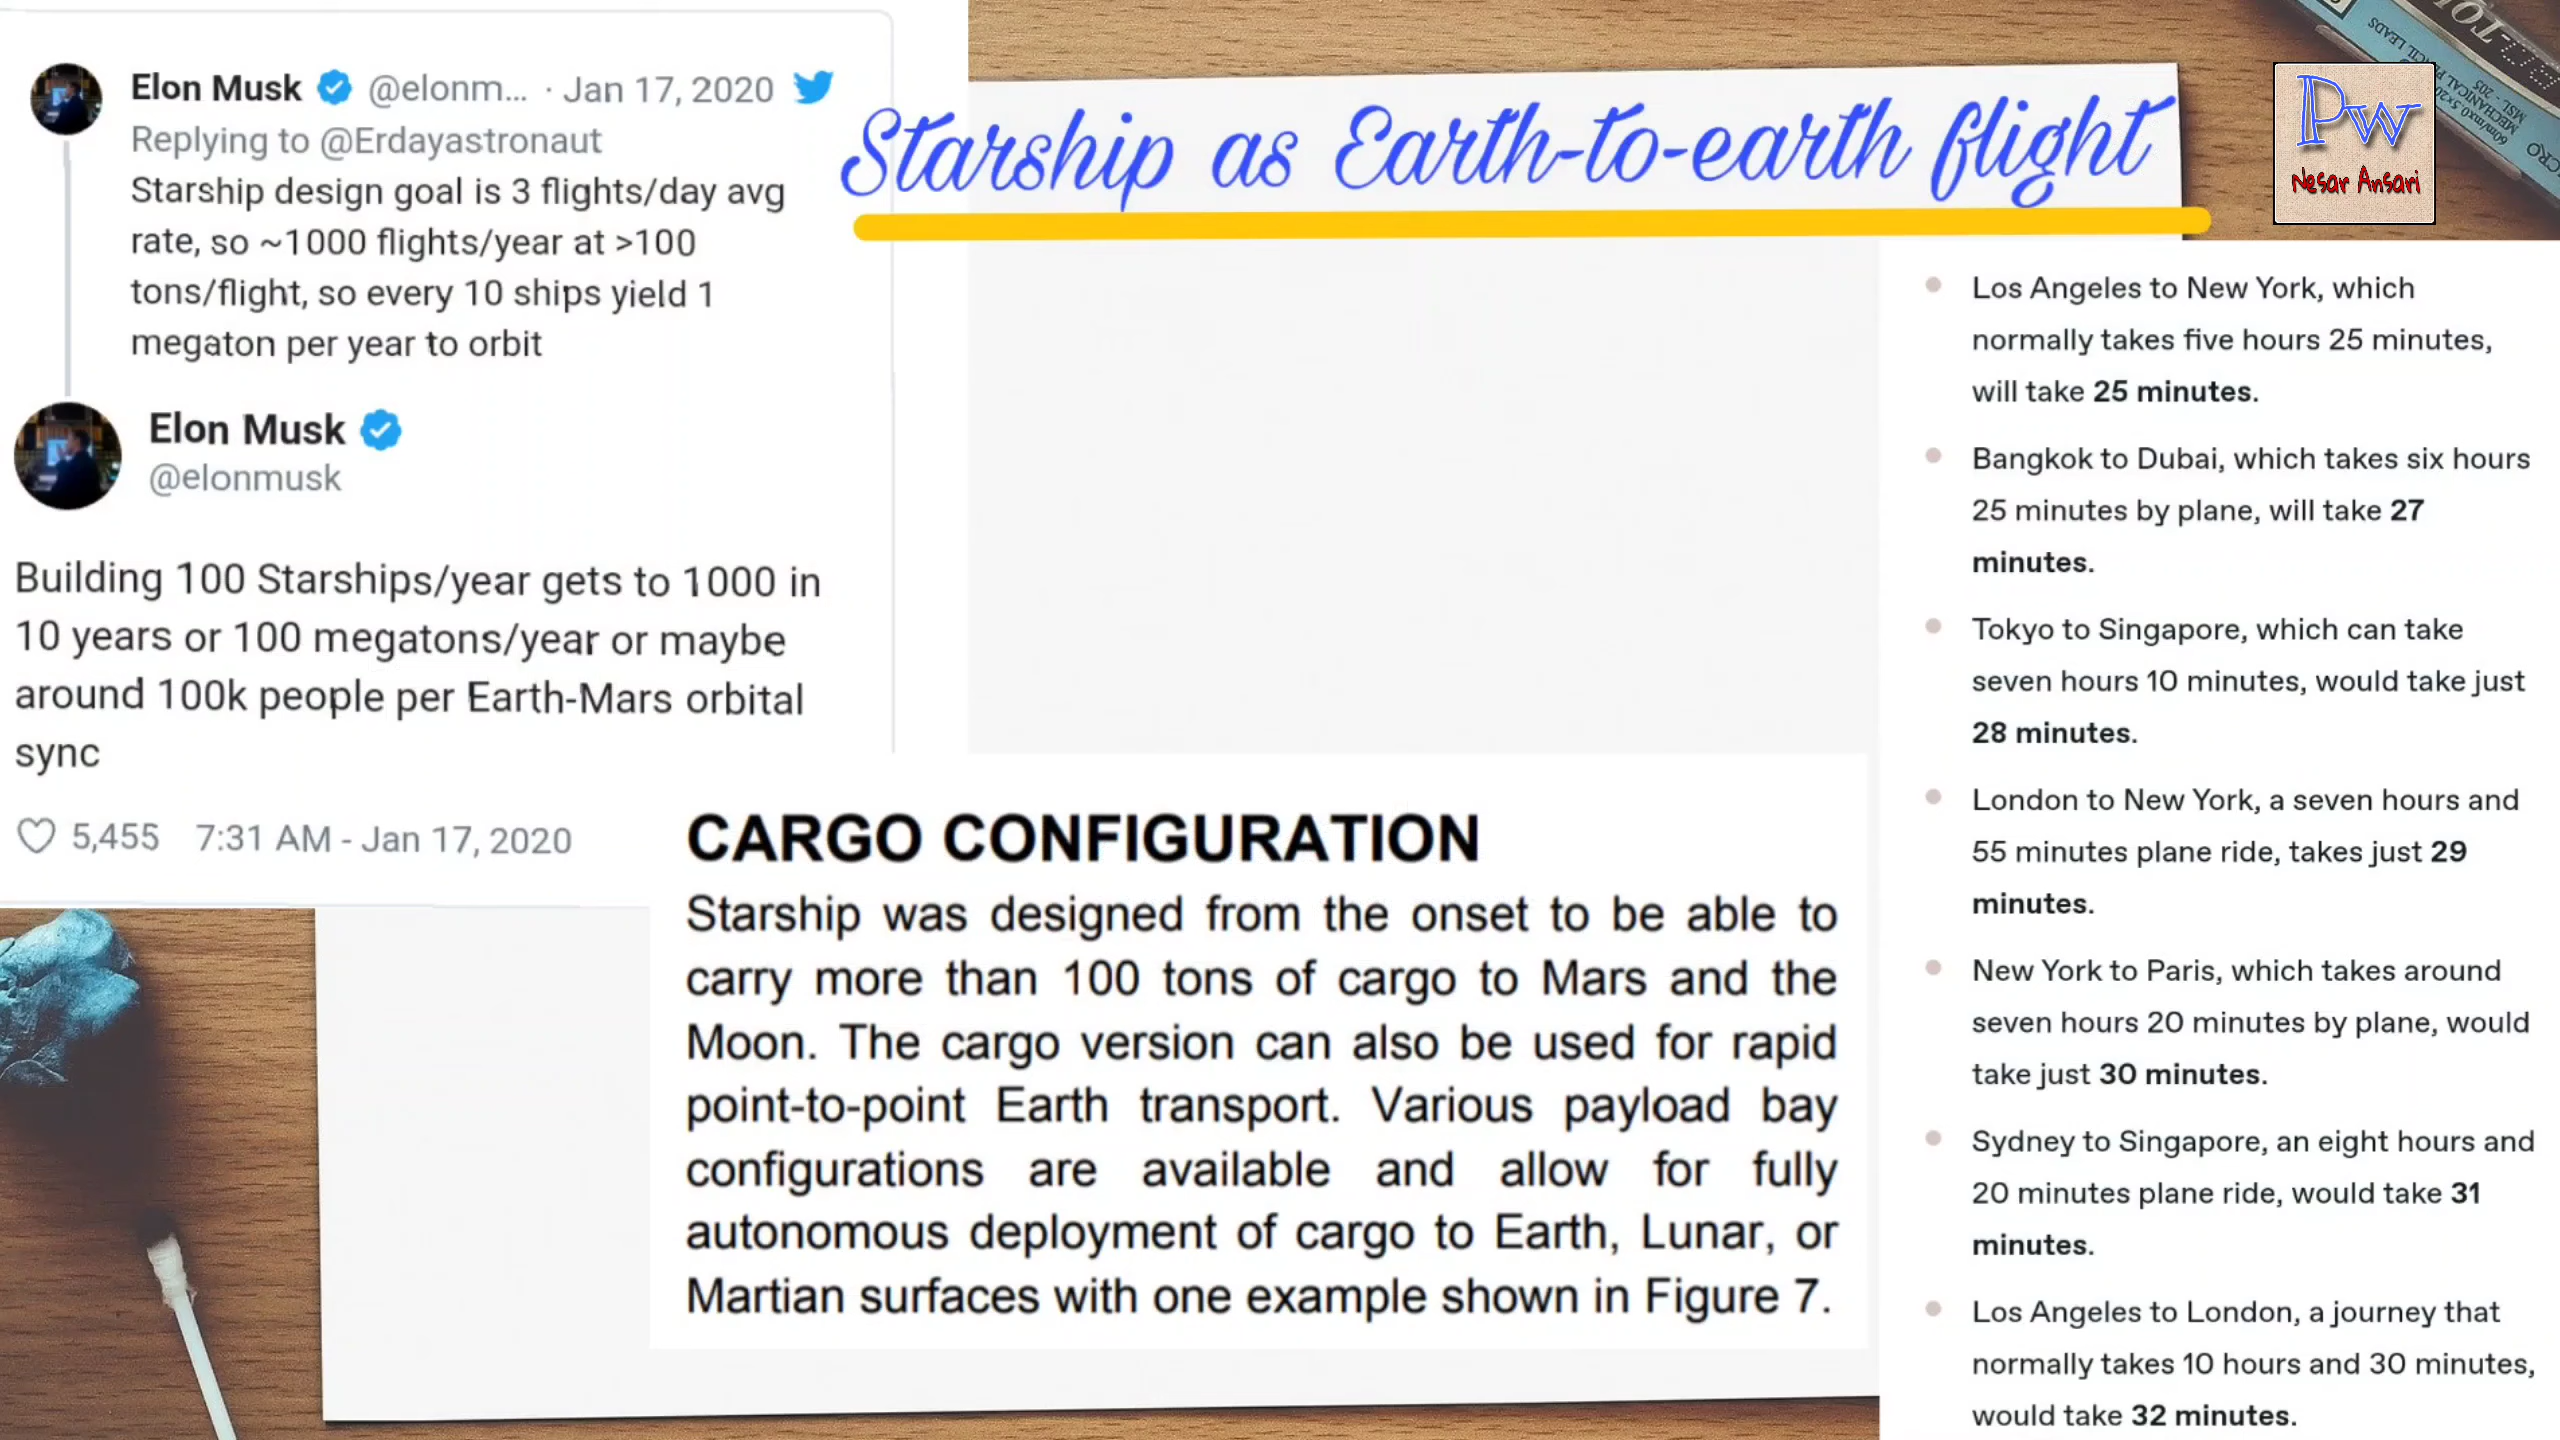 Elon Musk @elonm... · Jan 17, 2020
Replying to @Erdayastronaut
Starship design goal is 3 flights/day avg
rate, so ~1000 flights/year at >100
tons/flight, so every 10 ships yield 1
megaton per year to orbit
Elon Musk
@elonmusk
Building 100 Starships/year gets to 1000 in
10 years or 100 megatons/year or maybe
around 100k people per Earth-Mars orbital
sync
5,455 7:31 AM - Jan 17, 2020
Starship as Earth-to-earth flight
PW
Nesar Ansari
CARGO CONFIGURATION
Starship was designed from the onset to be able to
carry more than 100 tons of cargo to Mars and the
Moon. The cargo version can also be used for rapid
point-to-point Earth transport. Various payload bay
configurations are available and allow for fully
autonomous deployment of cargo to Earth, Lunar, or
Martian surfaces with one example shown in Figure 7.
Los Angeles to New York, which
normally takes five hours 25 minutes,
will take 25 minutes.
Bangkok to Dubai, which takes six hours
25 minutes by plane, will take 27
minutes.
Tokyo to Singapore, which can take
seven hours 10 minutes, would take just
28 minutes.
London to New York, a seven hours and
55 minutes plane ride, takes just 29
minutes.
New York to Paris, which takes around
seven hours 20 minutes by plane, would
take just 30 minutes.
Sydney to Singapore, an eight hours and
20 minutes plane ride, would take 31
minutes.
Los Angeles to London, a journey that
normally takes 10 hours and 30 minutes,
would take 32 minutes.
MECHANICAL PENCIL LEADS